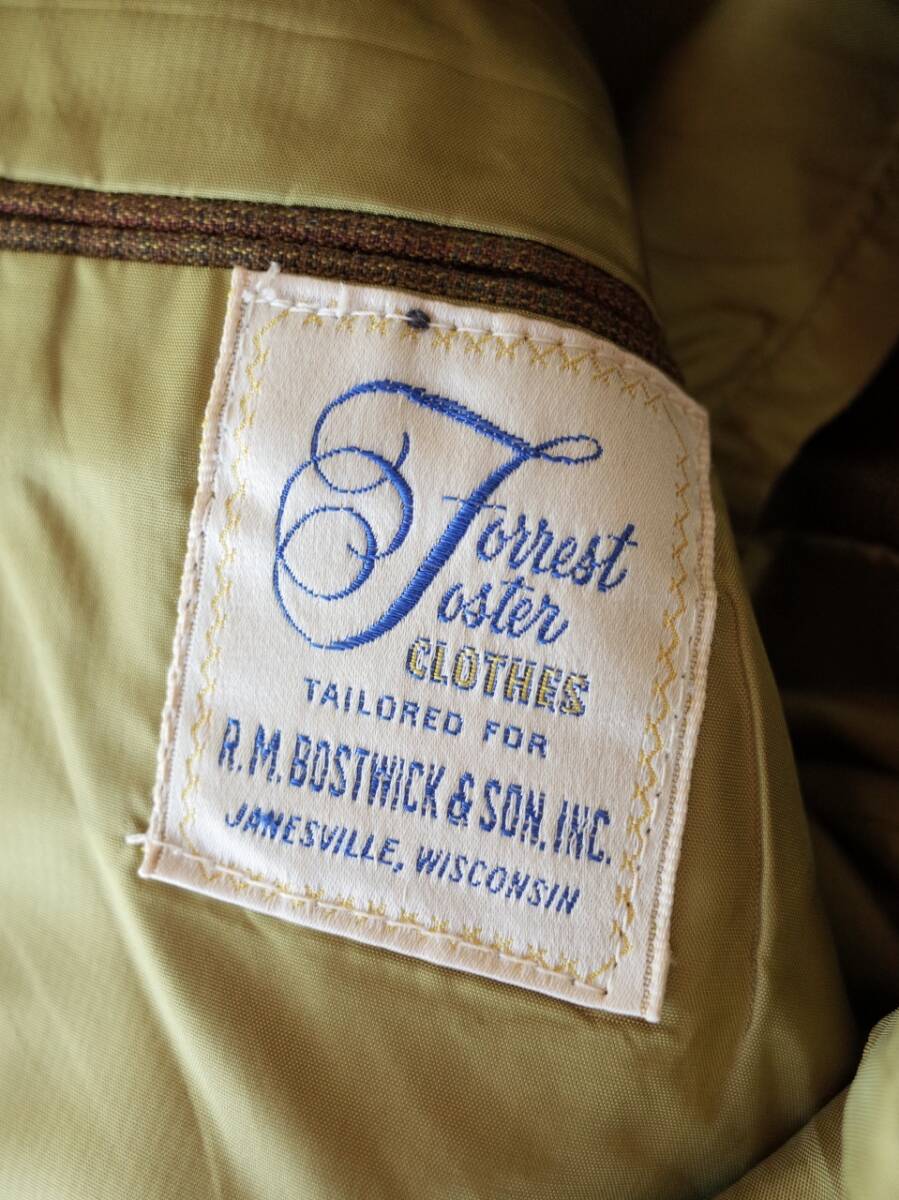 Forrest
Foster
CLOTHES
TAILORED FOR
R.M. BOSTWICK & SON, INC.
JANESVILLE, WISCONSIN